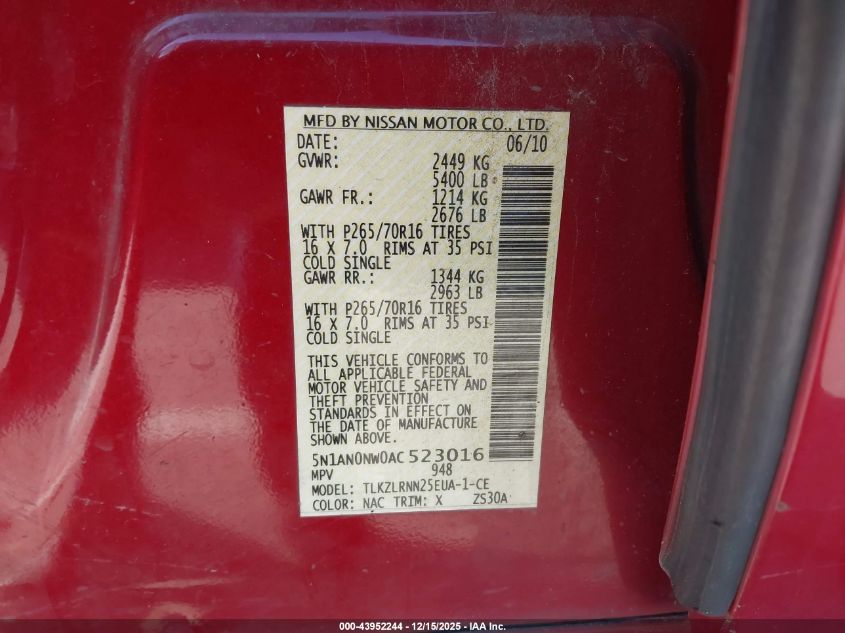 MFD BY NISSAN MOTOR CO., LTD.
DATE: 06/10
GVWR: 2449 KG
5400 LB
GAWR FR.: 1214 KG
2676 LB
WITH P265/70R16 TIRES
16 X 7.0 RIMS AT 35 PSI
COLD SINGLE
GAWR RR.: 1344 KG
2963 LB
WITH P265/70R16 TIRES
16 X 7.0 RIMS AT 35 PSI
COLD SINGLE
THIS VEHICLE CONFORMS TO
ALL APPLICABLE FEDERAL
MOTOR VEHICLE SAFETY AND
THEFT PREVENTION
STANDARDS IN EFFECT ON
THE DATE OF MANUFACTURE
SHOWN ABOVE.
5N1AN0NW0AC523016
MPV 948
MODEL: TLKZLRNN25EUA-1-CE
COLOR: NAC TRIM: X ZS30A
000-43952244 - 12/15/2025 - IAA Inc.